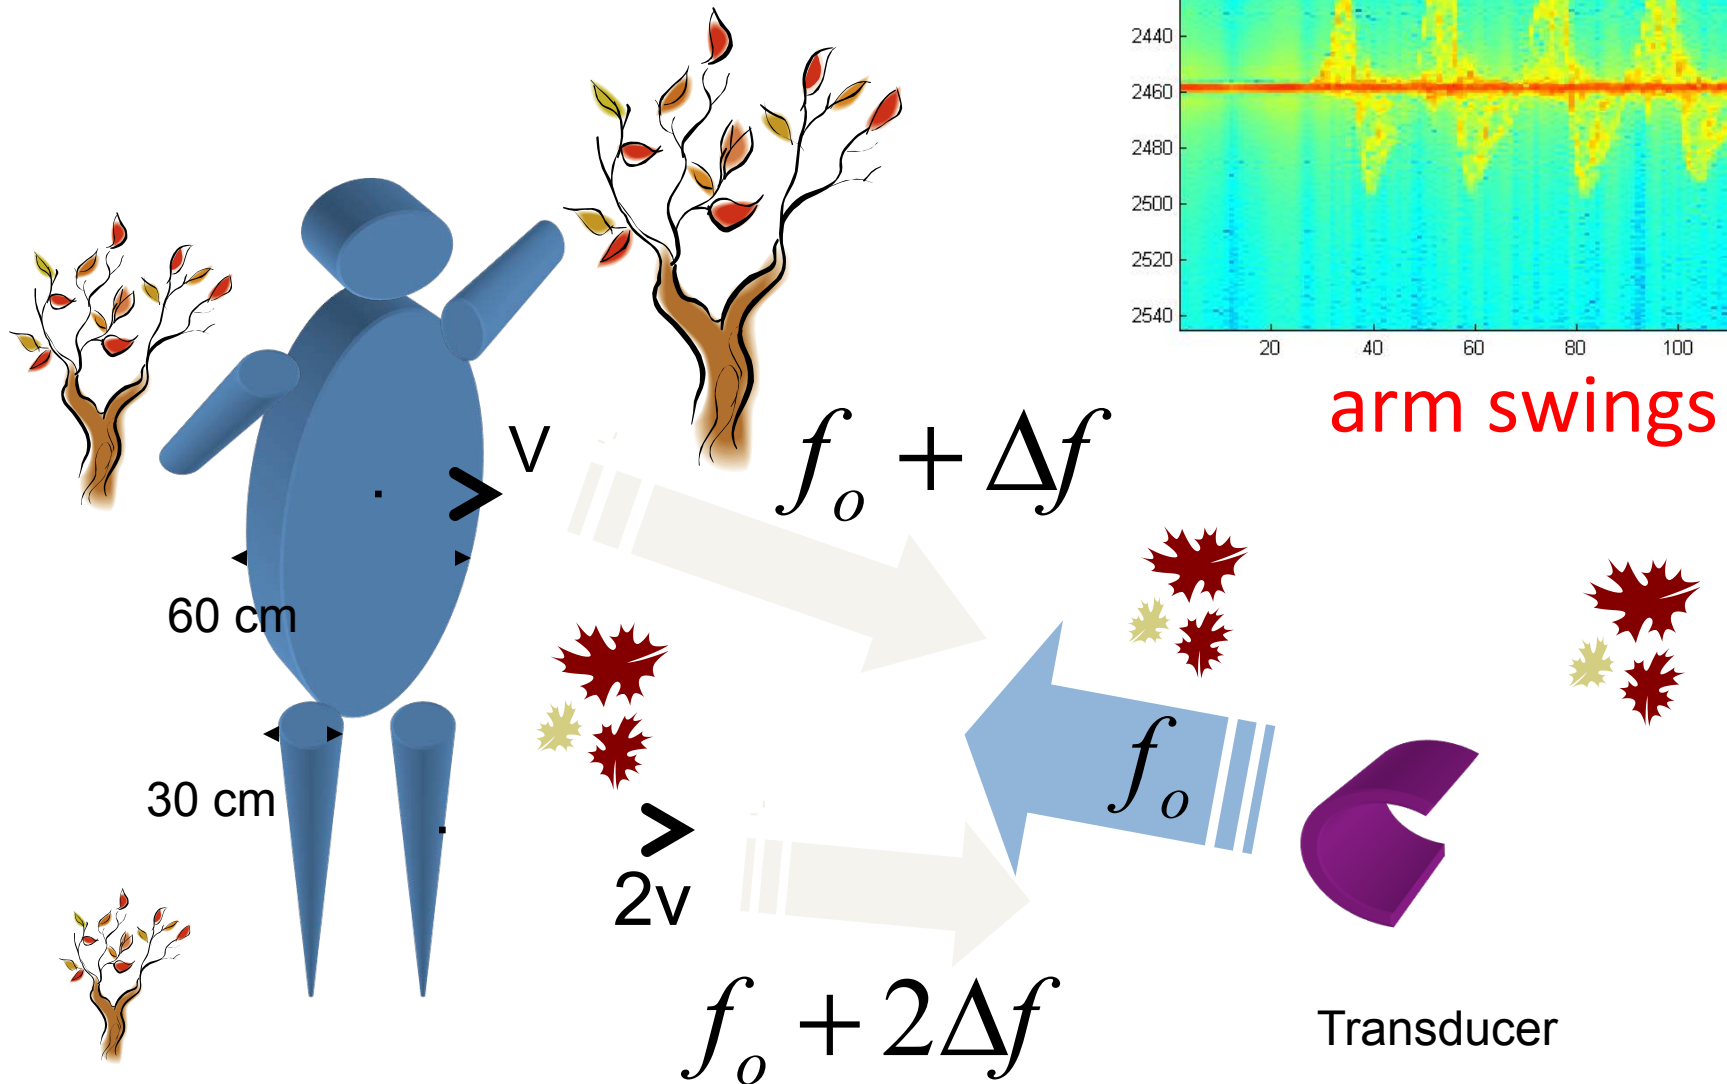 2440
2460
2480
2500
2520
2540
20 40 60 80 100
arm swings
V
f_o + Δf
60 cm
f_o
30 cm
2v
f_o + 2Δf
Transducer